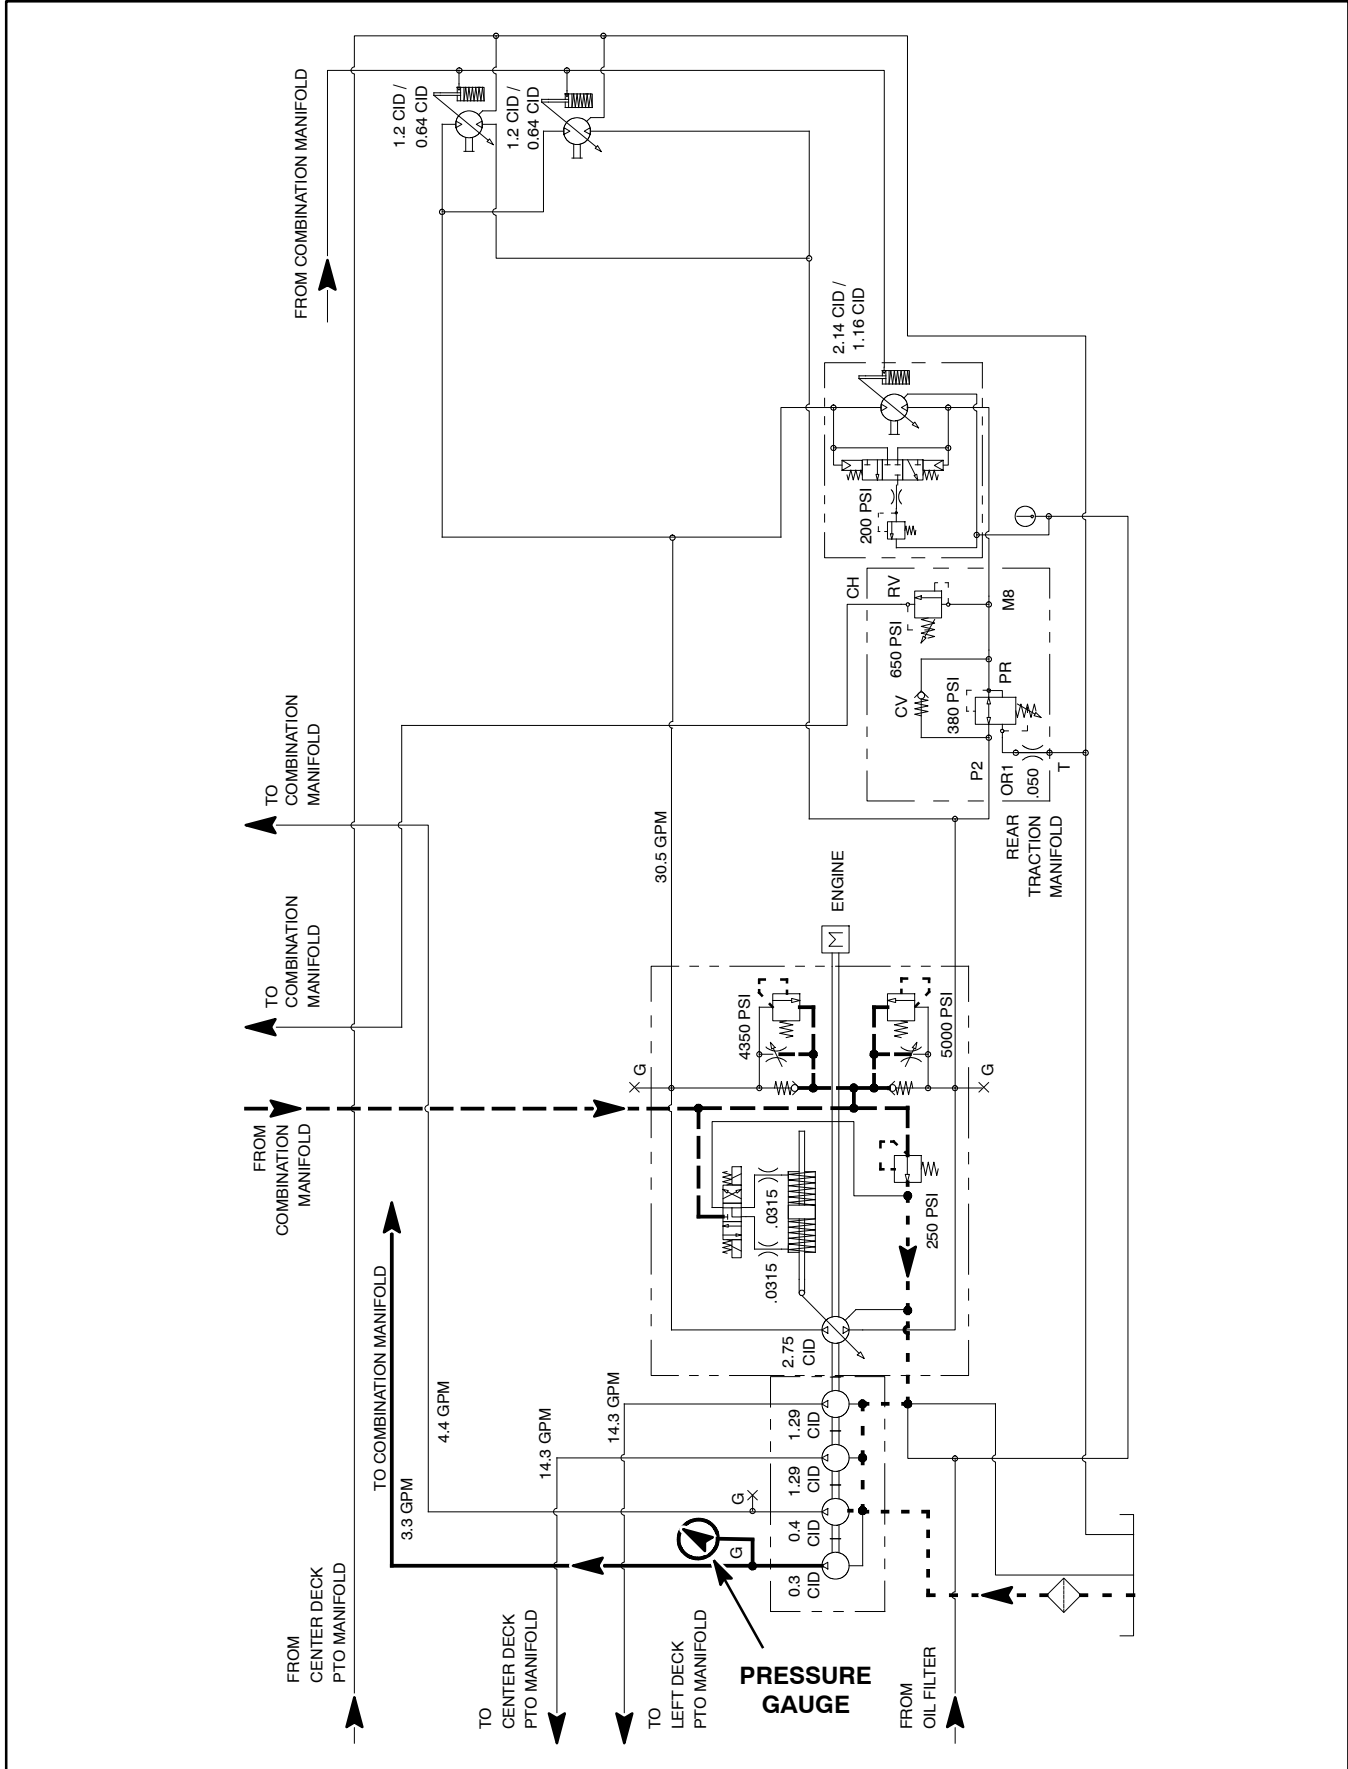 FROM COMBINATION MANIFOLD
1.2 CID /
0.64 CID
1.2 CID /
0.64 CID
2.14 CID /
1.16 CID
200 PSI
CH
RV
650 PSI
M8
CV
380 PSI
PR
P2
OR1
.050
T
REAR
TRACTION
MANIFOLD
TO
COMBINATION
MANIFOLD
TO
COMBINATION
MANIFOLD
30.5 GPM
ENGINE
M
4350 PSI
5000 PSI
G
G
FROM
COMBINATION
MANIFOLD
.0315
.0315
250 PSI
2.75
CID
TO COMBINATION MANIFOLD
3.3 GPM
4.4 GPM
14.3 GPM
14.3 GPM
1.29
CID
1.29
CID
0.4
CID
0.3
CID
G
G
FROM
CENTER DECK
PTO MANIFOLD
TO
CENTER DECK
PTO MANIFOLD
TO
LEFT DECK
PTO MANIFOLD
PRESSURE
GAUGE
FROM
OIL FILTER